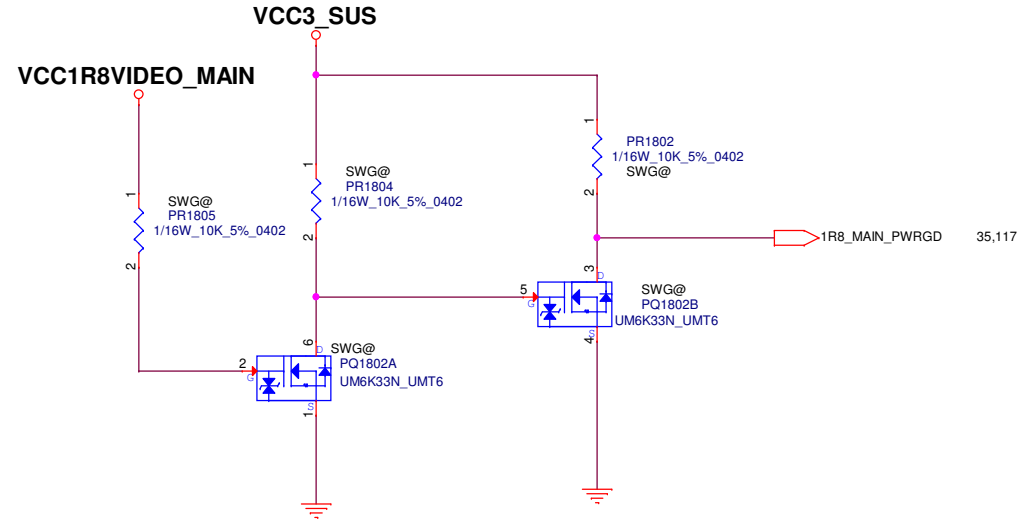 VCC3_SUS
VCC1R8VIDEO_MAIN
1
PR1802
1/16W_10K_5%_0402
SWG@
2
1
SWG@
PR1804
1/16W_10K_5%_0402
2
1
SWG@
PR1805
1/16W_10K_5%_0402
2
1R8_MAIN_PWRGD 35,117
3
D
5
G
SWG@
PQ1802B
UM6K33N_UMT6
S
4
6
D
SWG@
2
G
PQ1802A
UM6K33N_UMT6
S
1